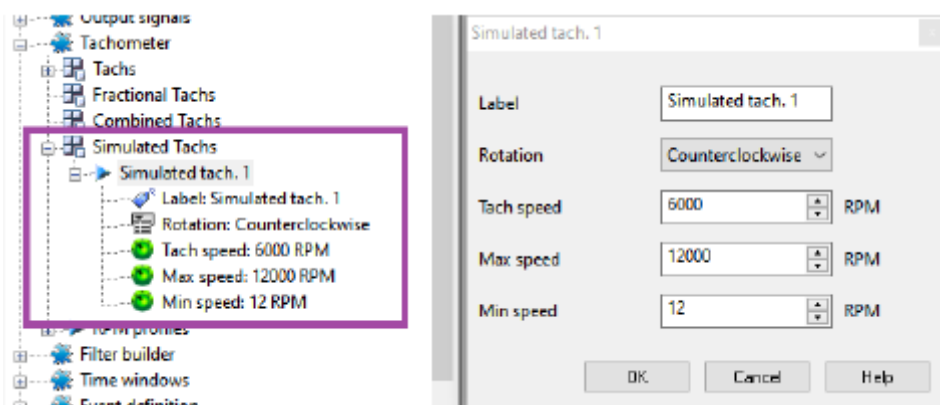 Output signals
Tachometer
Tachs
Fractional Tachs
Combined Tachs
Simulated Tachs
Simulated tach. 1
Label: Simulated tach. 1
Rotation: Counterclockwise
Tach speed: 6000 RPM
Max speed: 12000 RPM
Min speed: 12 RPM
RPM profiles
Filter builder
Time windows
Event definition
Simulated tach. 1
Label Simulated tach. 1
Rotation Counterclockwise
Tach speed 6000 RPM
Max speed 12000 RPM
Min speed 12 RPM
OK Cancel Help